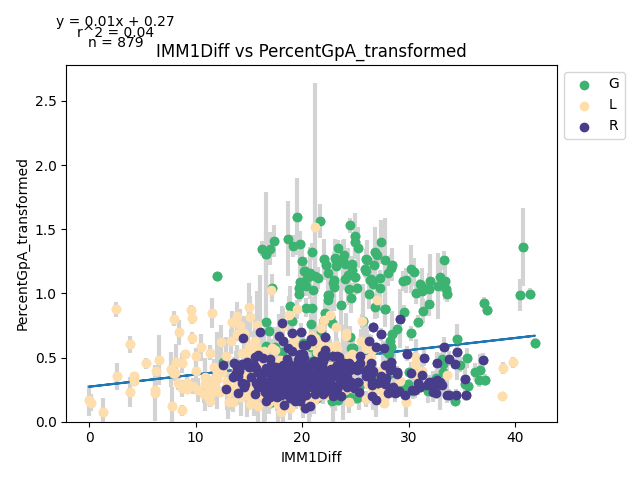 y = 0.01x + 0.27
r^2 = 0.04
n = 879
IMM1Diff vs PercentGpA_transformed
G
L
R
PercentGpA_transformed
2.5
2.0
1.5
1.0
0.5
0.0
0
10
20
30
40
IMM1Diff